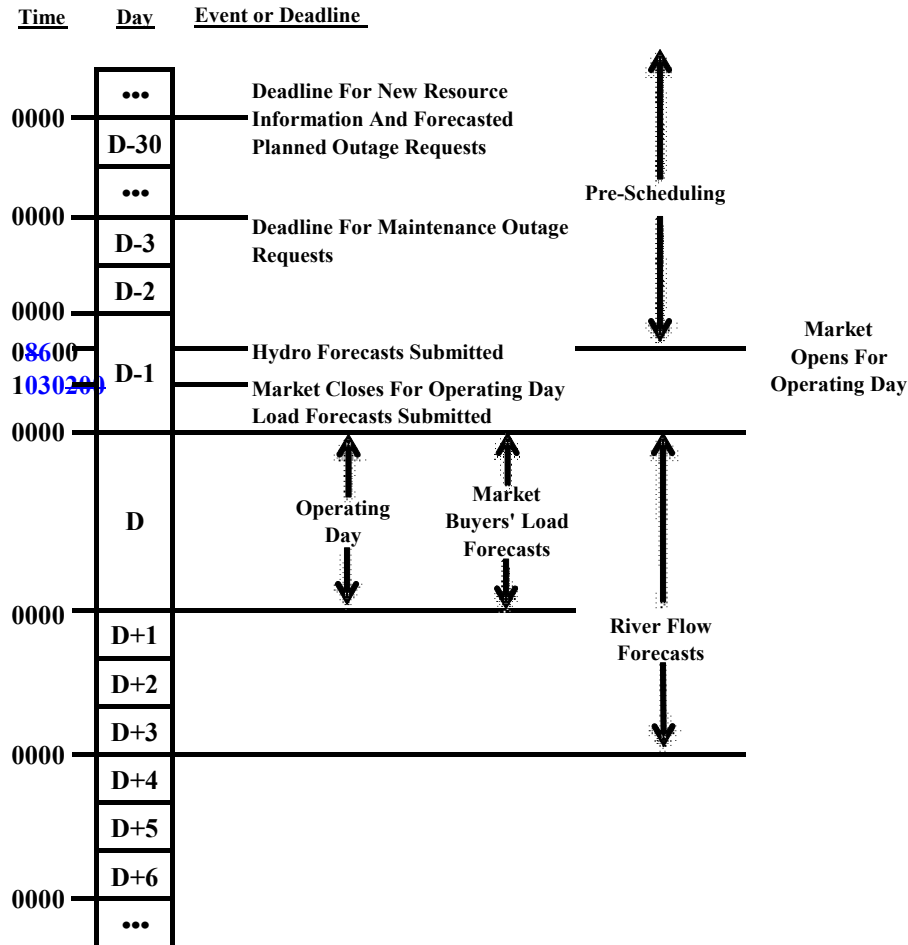 Time Day Event or Deadline
•••
Deadline For New Resource
0000
Information And Forecasted
D-30
Planned Outage Requests
•••
Pre-Scheduling
0000
Deadline For Maintenance Outage
D-3
Requests
D-2
0000
Market
08600
Hydro Forecasts Submitted
Opens For
D-1
1030200
Market Closes For Operating Day
Operating Day
Load Forecasts Submitted
0000
Operating
Day
Market
Buyers' Load
Forecasts
D
0000
D+1
River Flow
Forecasts
D+2
D+3
0000
D+4
D+5
D+6
0000
•••